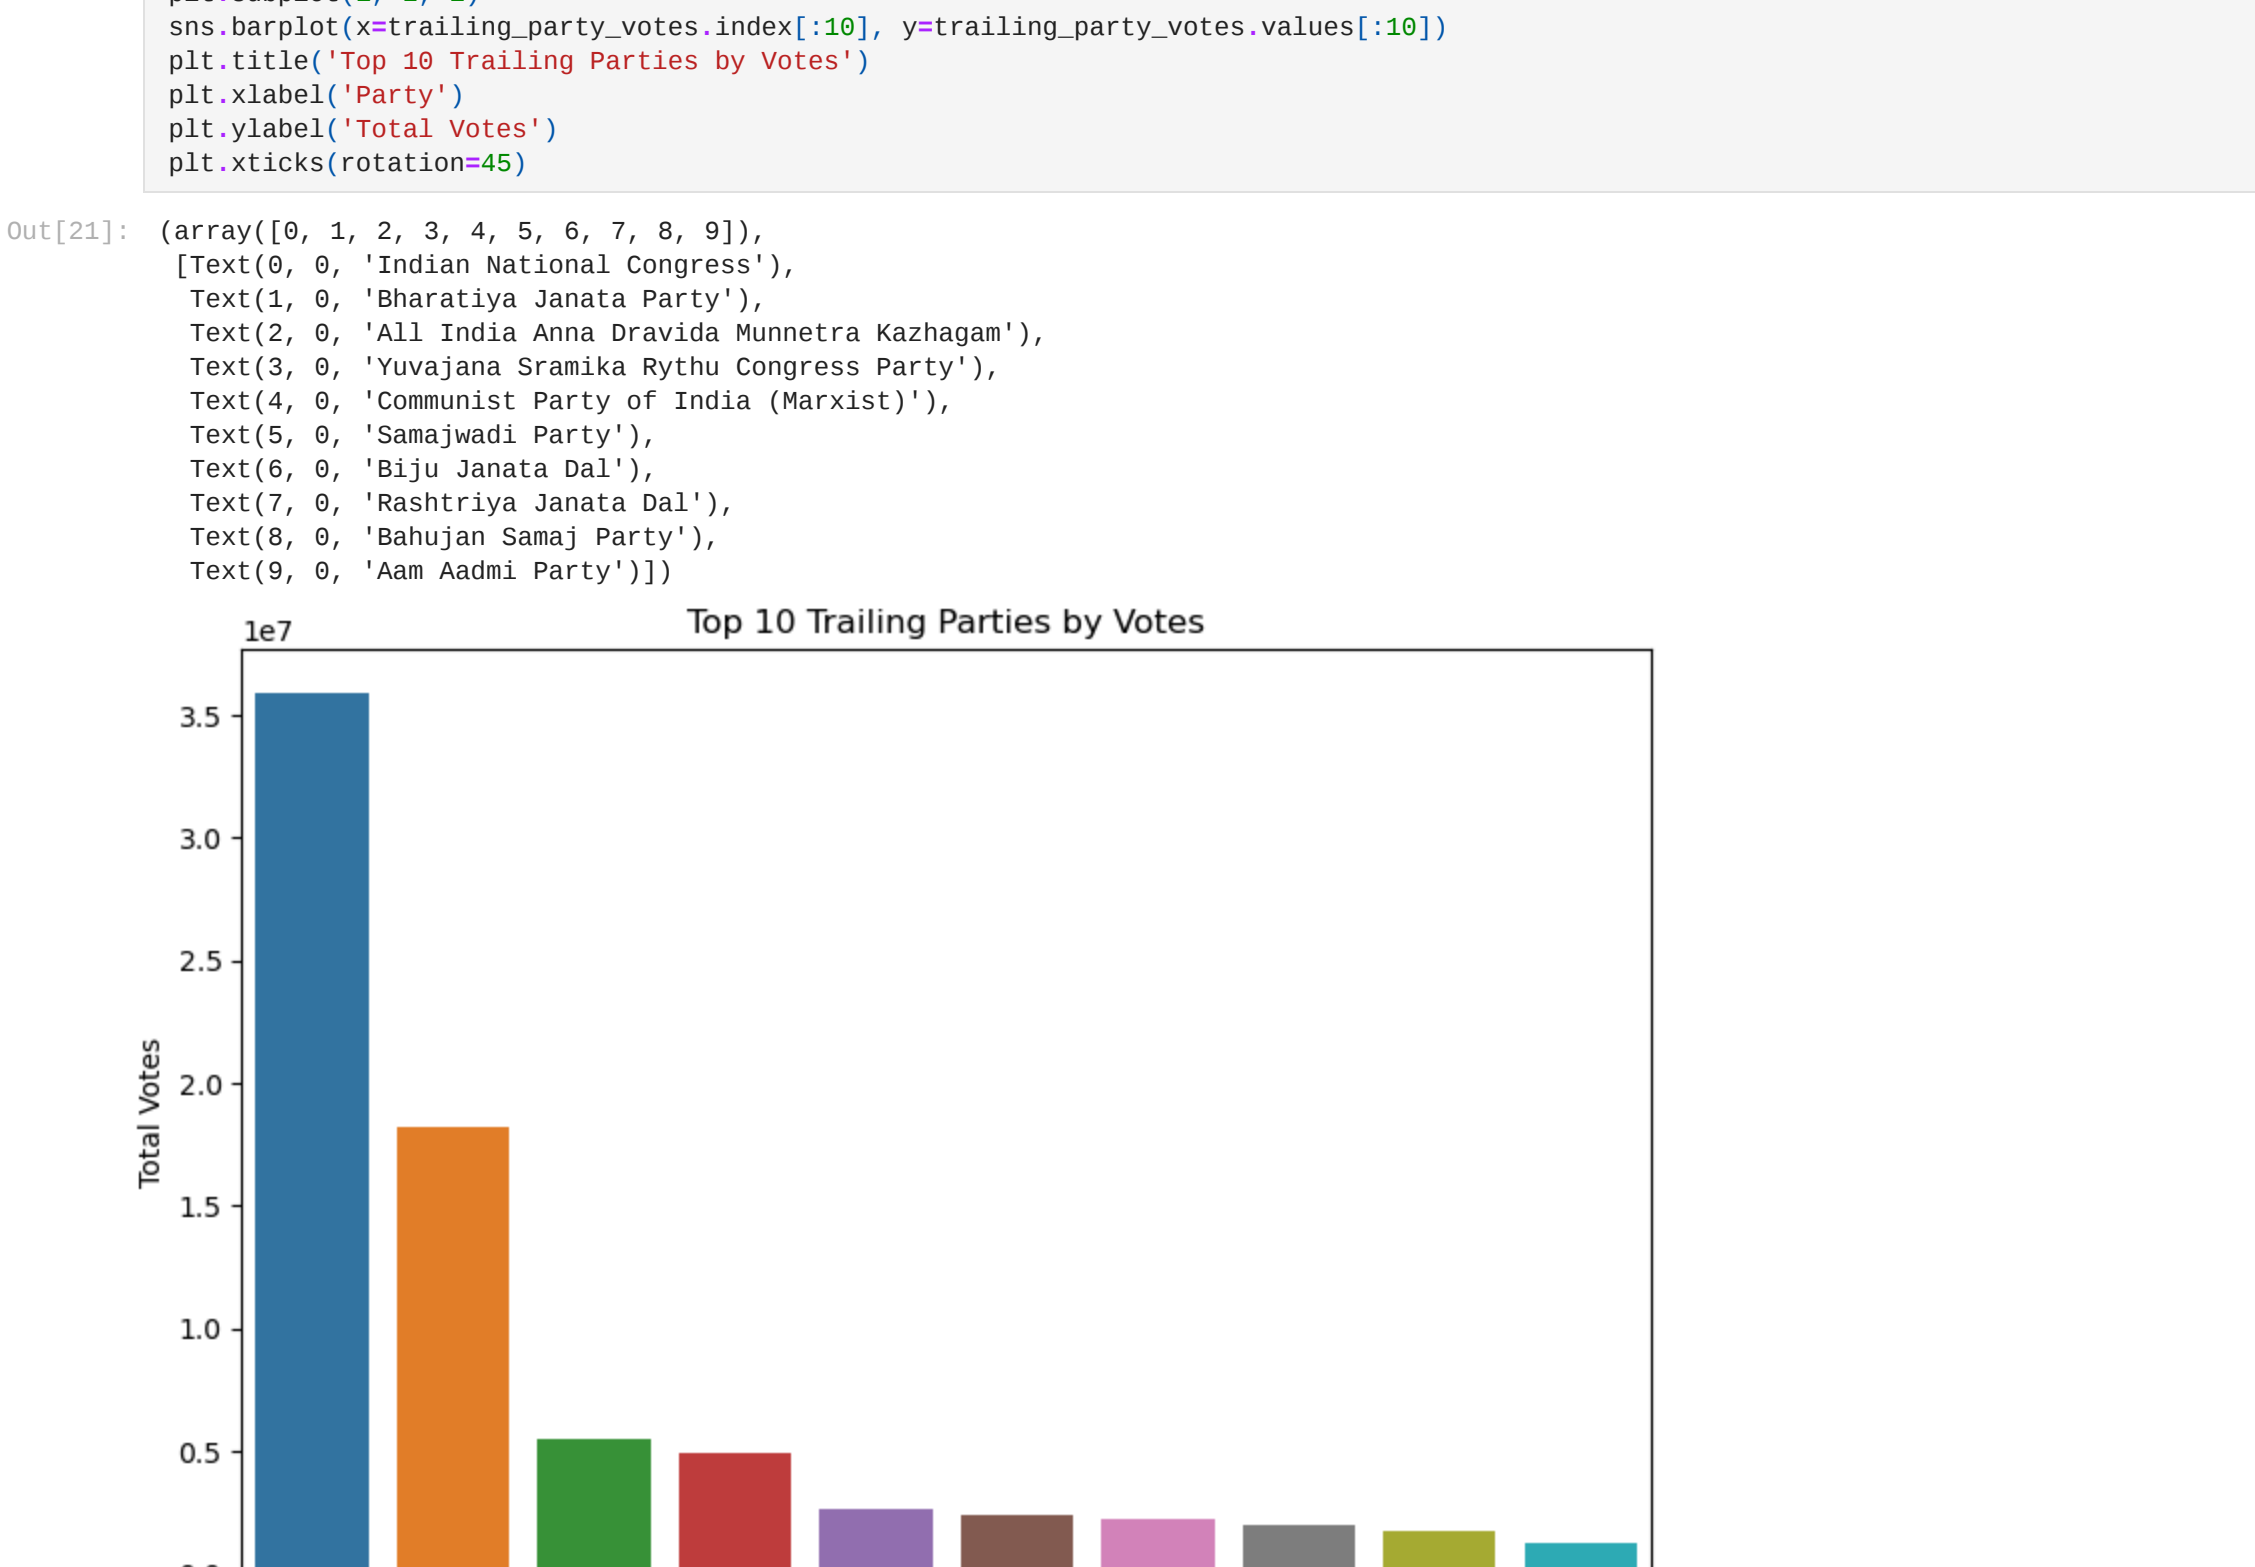 sns.barplot(x=trailing_party_votes.index[:10], y=trailing_party_votes.values[:10])
plt.title('Top 10 Trailing Parties by Votes')
plt.xlabel('Party')
plt.ylabel('Total Votes')
plt.xticks(rotation=45)
Out[21]: (array([0, 1, 2, 3, 4, 5, 6, 7, 8, 9]),
[Text(0, 0, 'Indian National Congress'),
Text(1, 0, 'Bharatiya Janata Party'),
Text(2, 0, 'All India Anna Dravida Munnetra Kazhagam'),
Text(3, 0, 'Yuvajana Sramika Rythu Congress Party'),
Text(4, 0, 'Communist Party of India (Marxist)'),
Text(5, 0, 'Samajwadi Party'),
Text(6, 0, 'Biju Janata Dal'),
Text(7, 0, 'Rashtriya Janata Dal'),
Text(8, 0, 'Bahujan Samaj Party'),
Text(9, 0, 'Aam Aadmi Party')])
Top 10 Trailing Parties by Votes
1e7
3.5
3.0
2.5
2.0
1.5
1.0
0.5
Total Votes